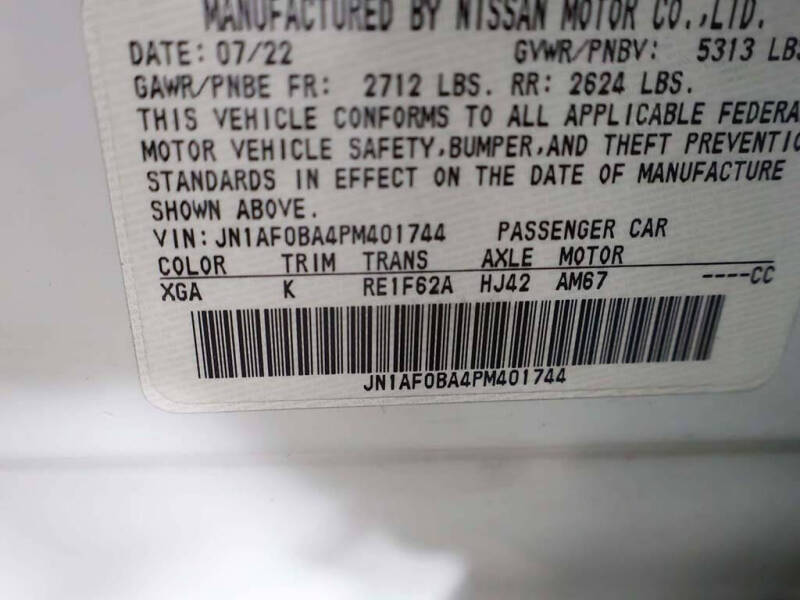 MANUFACTURED BY NISSAN MOTOR CO.,LTD.
DATE: 07/22 GVWR/PNBV: 5313 LBS
GAWR/PNBE FR: 2712 LBS. RR: 2624 LBS.
THIS VEHICLE CONFORMS TO ALL APPLICABLE FEDERA
MOTOR VEHICLE SAFETY,BUMPER,AND THEFT PREVENTIO
STANDARDS IN EFFECT ON THE DATE OF MANUFACTURE
SHOWN ABOVE.
VIN: JN1AF0BA4PM401744 PASSENGER CAR
COLOR TRIM TRANS AXLE MOTOR
XGA K RE1F62A HJ42 AM67 ----CC
JN1AF0BA4PM401744